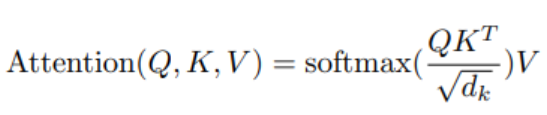 Attention(Q, K, V) = softmax(QK^T / √d_k)V